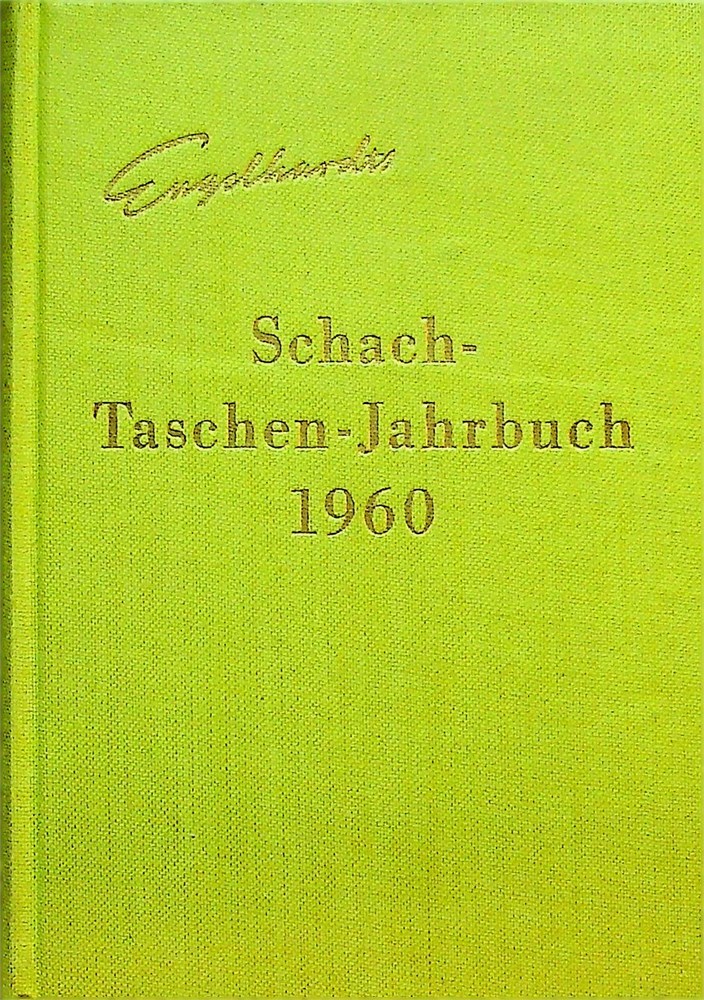 Engelhardts
Schach-
Taschen-Jahrbuch
1960